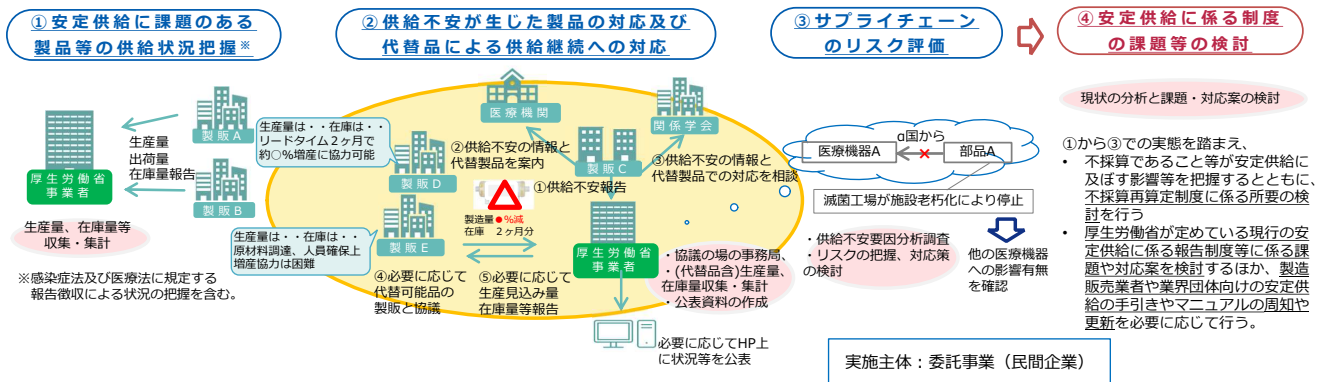 ①安定供給に課題のある
製品等の供給状況把握※
製販A
生産量
出荷量
在庫量報告
厚生労働省
事業者
製販B
生産量、在庫量等
収集・集計
※感染症法及び医療法に規定する
報告徴収による状況の把握を含む。
②供給不安が生じた製品の対応及び
代替品による供給継続への対応
医療機関
関係学会
生産量は・・在庫は・・
リードタイム２ヶ月で
約○％増産に協力可能
製販D
②供給不安の情報と
代替製品を案内
製販C
③供給不安の情報と
代替製品での対応を相談
①供給不安報告
製造量●％減
在庫　２ヶ月分
製販E
生産量は・・在庫は・・
原材料調達、人員確保上
増産協力は困難
厚生労働省
事業者
④必要に応じて
代替可能品の
製販と協議
⑤必要に応じて
生産見込み量
在庫量等報告
・協議の場の事務局、
・(代替品含)生産量、
在庫量収集・集計
・公表資料の作成
必要に応じてHP上
に状況等を公表
③サプライチェーン
のリスク評価
α国から
医療機器A
部品A
滅菌工場が施設老朽化により停止
・供給不安要因分析調査
・リスクの把握、対応策
の検討
他の医療機器
への影響有無
を確認
④安定供給に係る制度
の課題等の検討
現状の分析と課題・対応案の検討
①から③での実態を踏まえ、
• 不採算であること等が安定供給に
及ぼす影響等を把握するとともに、
不採算再算定制度に係る所要の検
討を行う
• 厚生労働省が定めている現行の安
定供給に係る報告制度等に係る課
題や対応案を検討するほか、製造
販売業者や業界団体向けの安定供
給の手引きやマニュアルの周知や
更新を必要に応じて行う。
実施主体：委託事業（民間企業）